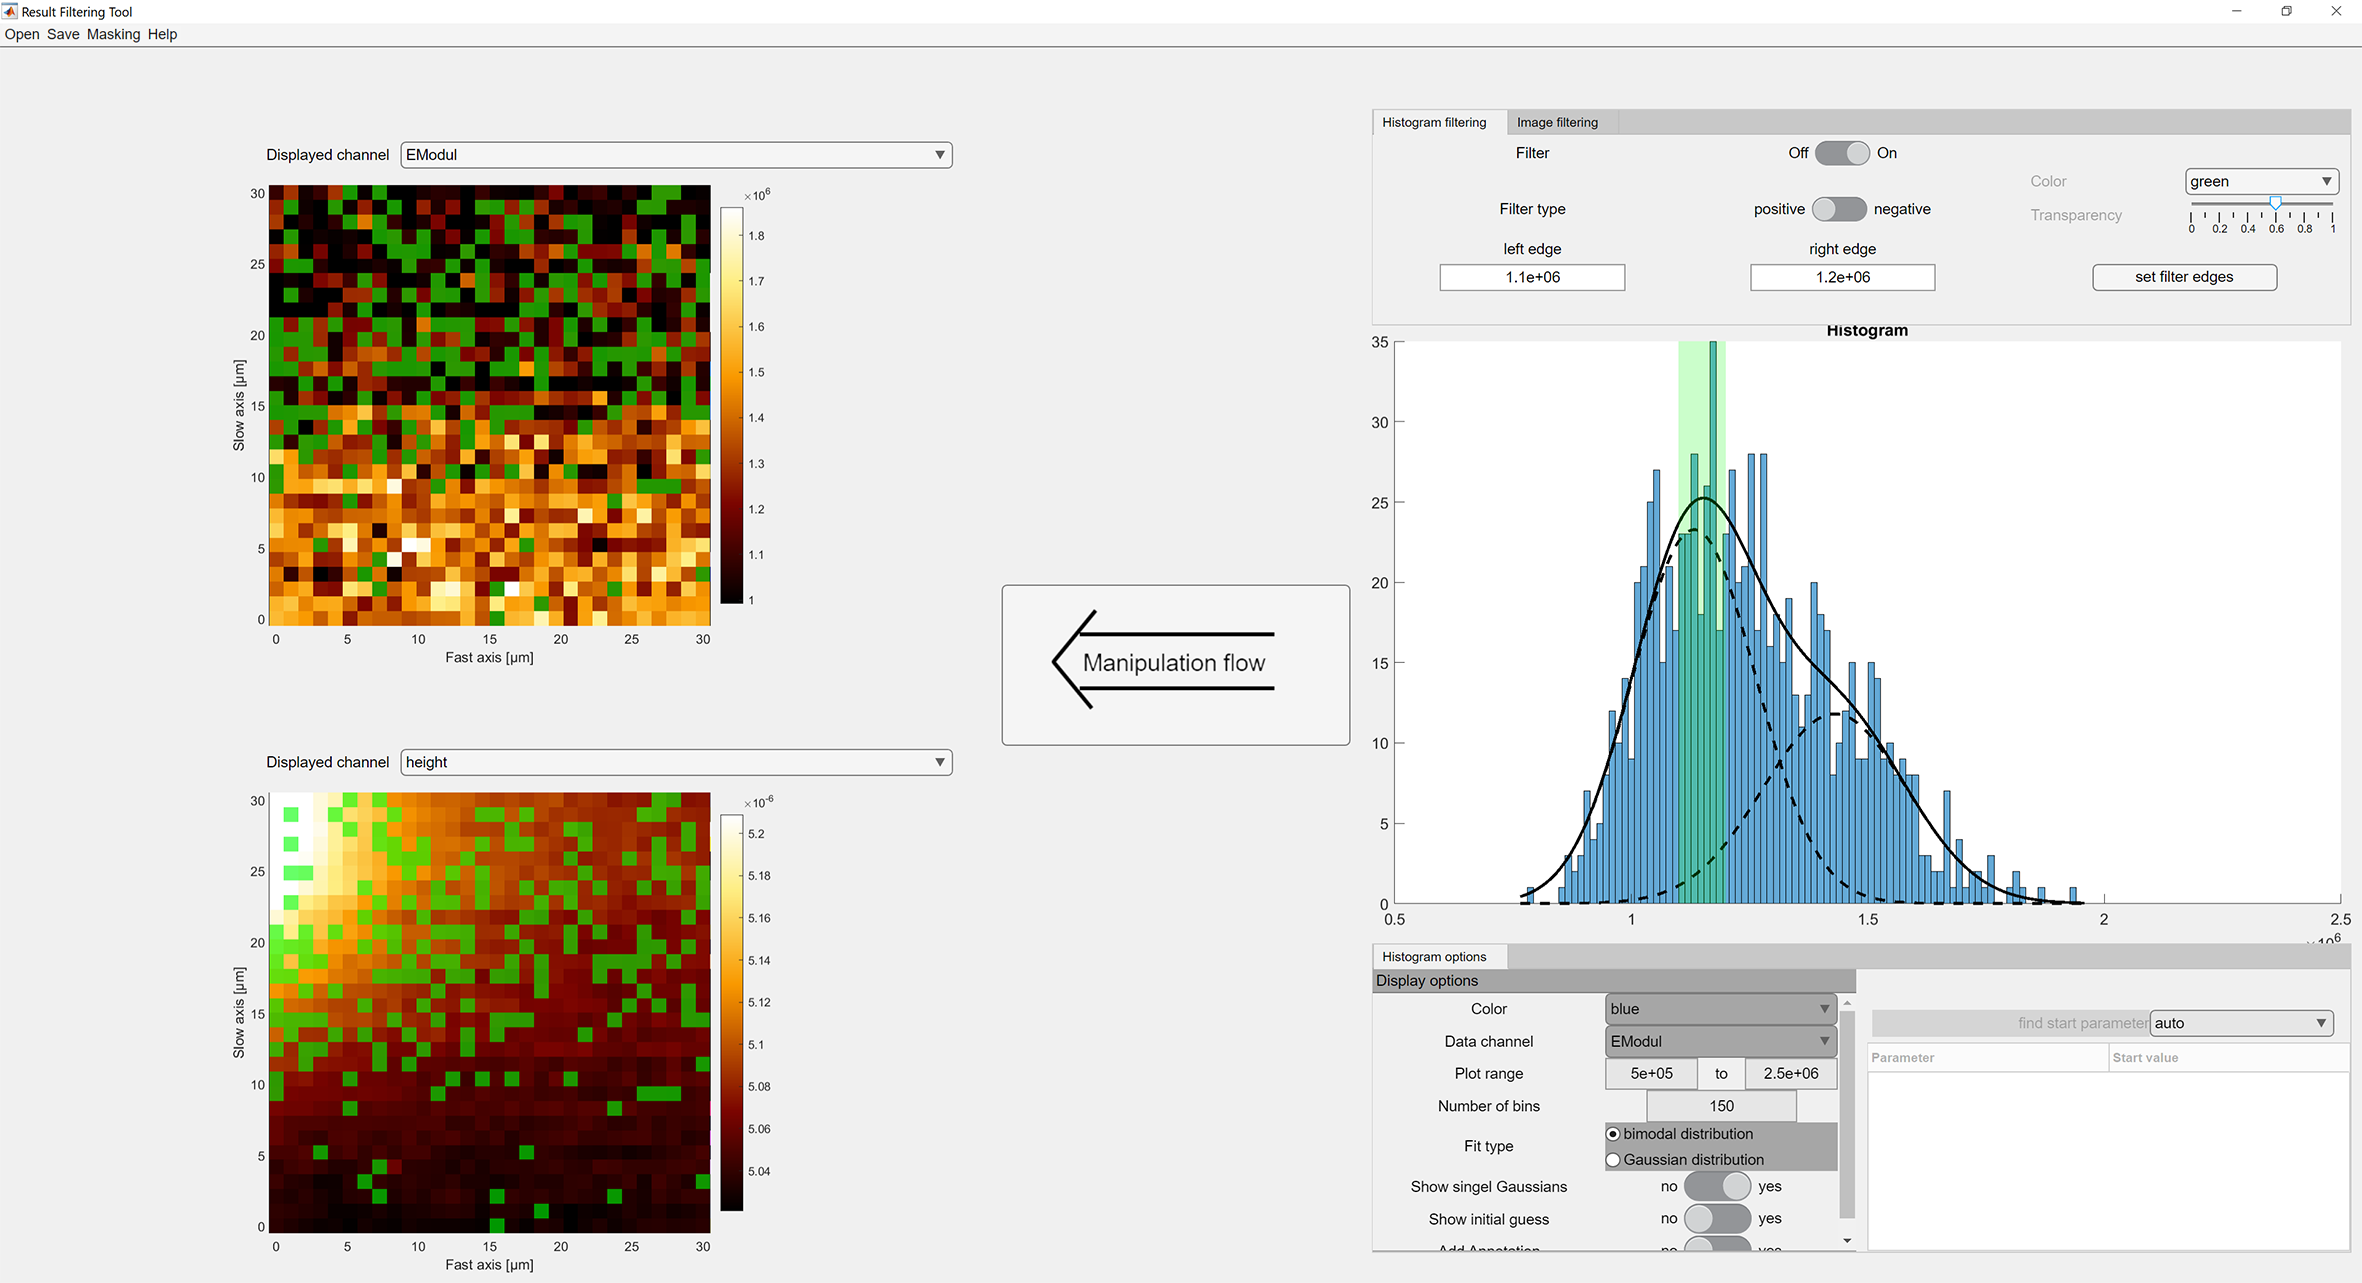 Result Filtering Tool
Open Save Masking Help
Displayed channel EModul
×10⁶
30
25
20
15
10
5
0
Slow axis [µm]
0 5 10 15 20 25 30
Fast axis [µm]
1.8
1.7
1.6
1.5
1.4
1.3
1.2
1.1
1
Displayed channel height
×10⁻⁶
30
25
20
15
10
5
0
Slow axis [µm]
0 5 10 15 20 25 30
Fast axis [µm]
5.2
5.18
5.16
5.14
5.12
5.1
5.08
5.06
5.04
Manipulation flow
Histogram filtering Image filtering
Filter Off On
Color green
Filter type positive negative
Transparency
0 0.2 0.4 0.6 0.8 1
left edge right edge
1.1e+06 1.2e+06 set filter edges
Histogram
35
30
25
20
15
10
5
0
0.5 1 1.5 2 2.5
×10⁶
Histogram options
Display options
Color blue
Data channel EModul
Plot range 5e+05 to 2.5e+06
Number of bins 150
Fit type
bimodal distribution
Gaussian distribution
Show singel Gaussians no yes
Show initial guess no yes
Add Annotation no yes
find start parameter auto
Parameter Start value